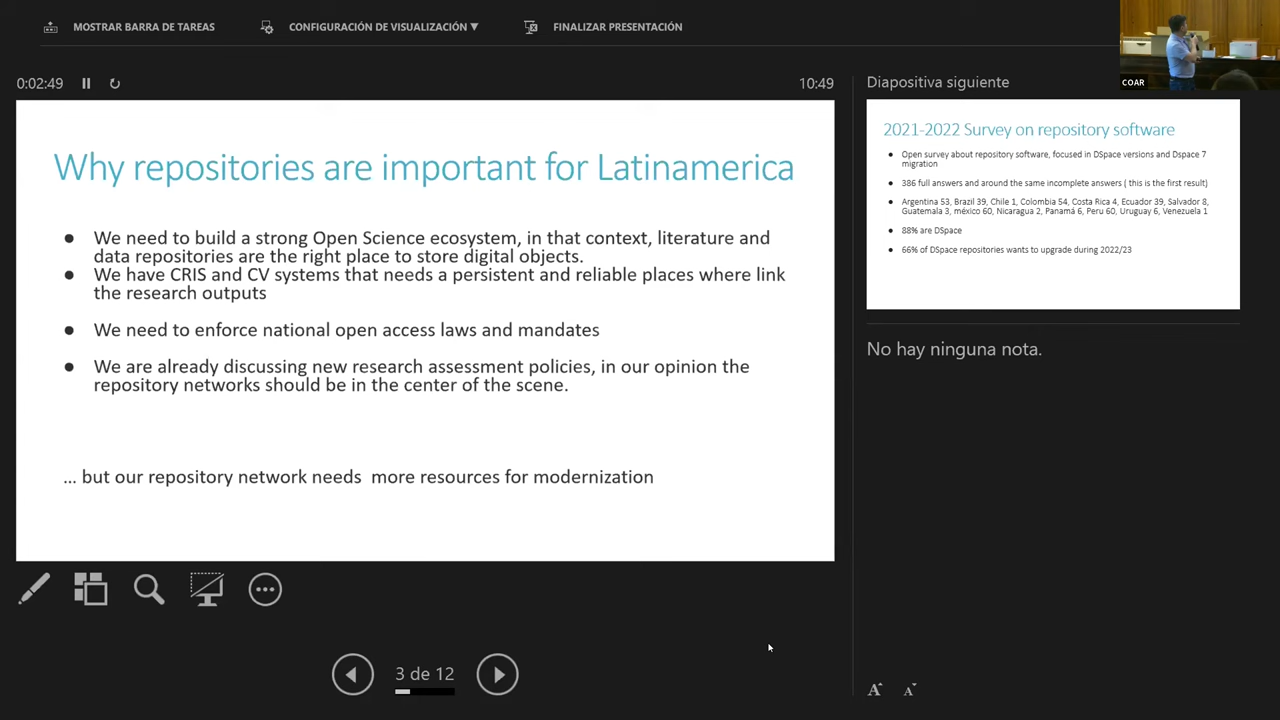 MOSTRAR BARRA DE TAREAS
CONFIGURACIÓN DE VISUALIZACIÓN ▼
FINALIZAR PRESENTACIÓN
COAR
0:02:49
10:49
Why repositories are important for Latinamerica
● We need to build a strong Open Science ecosystem, in that context, literature and
data repositories are the right place to store digital objects.
● We have CRIS and CV systems that needs a persistent and reliable places where link
the research outputs
● We need to enforce national open access laws and mandates
● We are already discussing new research assessment policies, in our opinion the
repository networks should be in the center of the scene.
... but our repository network needs more resources for modernization
3 de 12
Diapositiva siguiente
2021-2022 Survey on repository software
● Open survey about repository software, focused in DSpace versions and Dspace 7
migration
● 386 full answers and around the same incomplete answers ( this is the first result)
● Argentina 53, Brazil 39, Chile 1, Colombia 54, Costa Rica 4, Ecuador 39, Salvador 8,
Guatemala 3, méxico 60, Nicaragua 2, Panamá 6, Peru 60, Uruguay 6, Venezuela 1
● 88% are DSpace
● 66% of DSpace repositories wants to upgrade during 2022/23
No hay ninguna nota.
A A